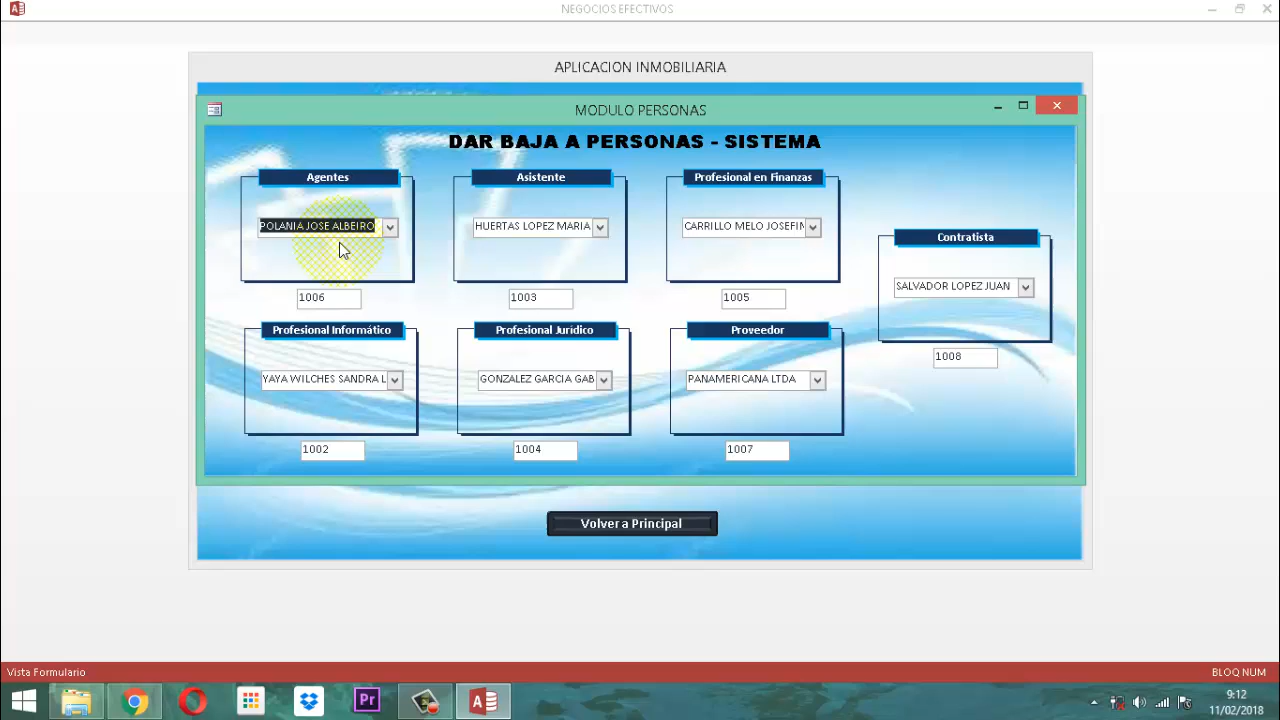 NEGOCIOS EFECTIVOS
APLICACION INMOBILIARIA
MODULO PERSONAS
DAR BAJA A PERSONAS - SISTEMA
Agentes
POLANIA JOSE ALBEIRO
1006
Asistente
HUERTAS LOPEZ MARIA
1003
Profesional en Finanzas
CARRILLO MELO JOSEFIN
1005
Contratista
SALVADOR LOPEZ JUAN
1008
Profesional Informático
YAYA WILCHES SANDRA L
1002
Profesional Jurídico
GONZALEZ GARCIA GAB
1004
Proveedor
PANAMERICANA LTDA
1007
Volver a Principal
Vista Formulario
BLOQ NUM
Pr
9:12
11/02/2018